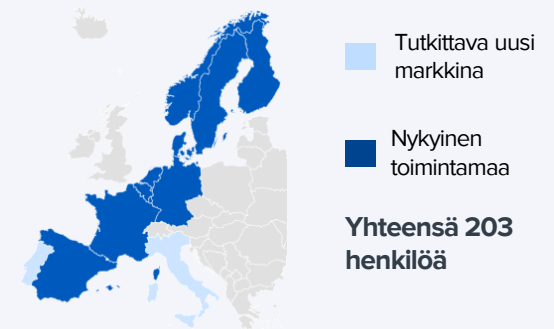 Tutkittava uusi
markkina
Nykyinen
toimintamaa
Yhteensä 203
henkilöä